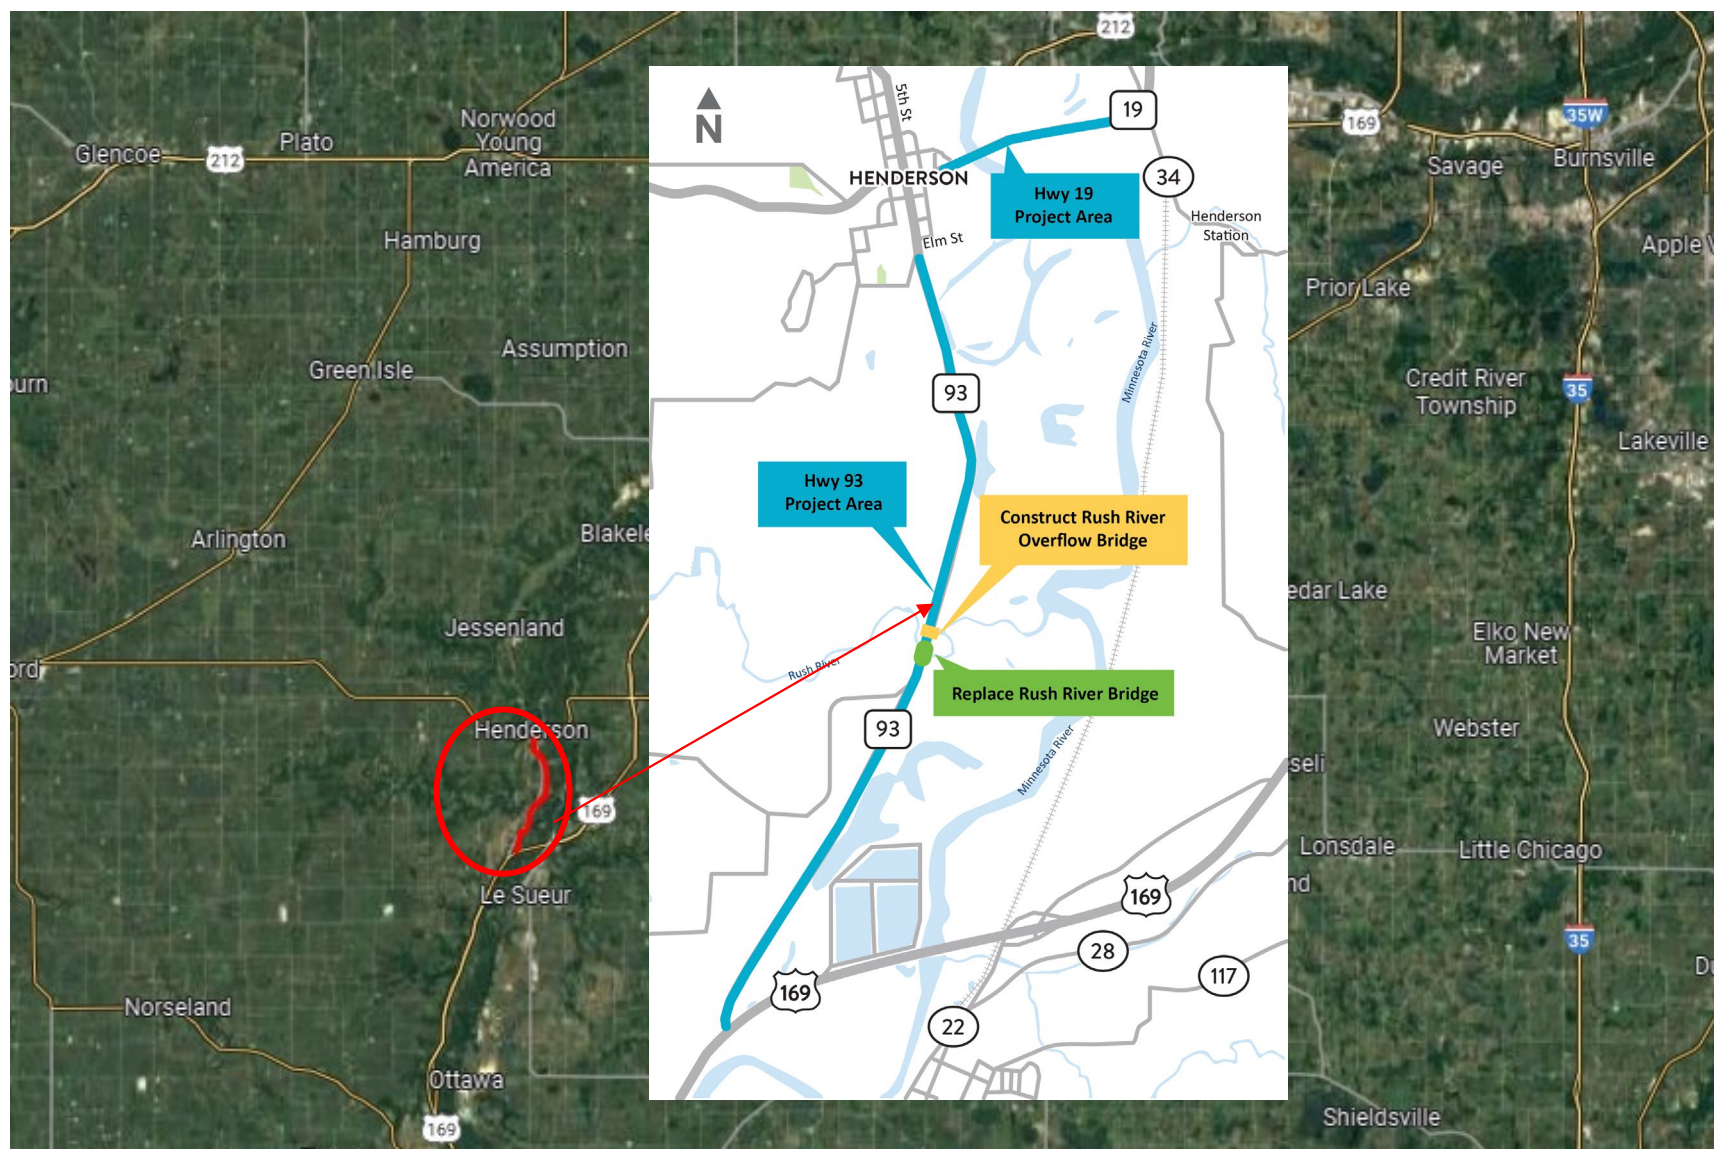 212
Norwood
Young
America
Plato
Glencoe
212
Hamburg
Assumption
Green Isle
urn
Arlington
Blakele
Jessenland
ord
Henderson
169
Le Sueur
Norseland
Ottawa
169
N
5th St
19
HENDERSON
Hwy 19
Project Area
34
Henderson
Station
Elm St
Minnesota River
93
Hwy 93
Project Area
Construct Rush River
Overflow Bridge
Rush River
Replace Rush River Bridge
93
Minnesota River
169
28
117
169
22
169
35W
Savage
Burnsville
Apple V
Prior Lake
Credit River
Township
35
Lakeville
edar Lake
Elko New
Market
Webster
seli
Lonsdale
Little Chicago
nd
35
Du
Shieldsville